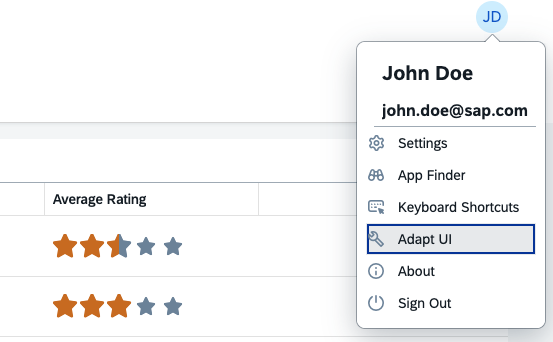 JD
John Doe
john.doe@sap.com
Settings
App Finder
Keyboard Shortcuts
Average Rating
Adapt UI
About
Sign Out